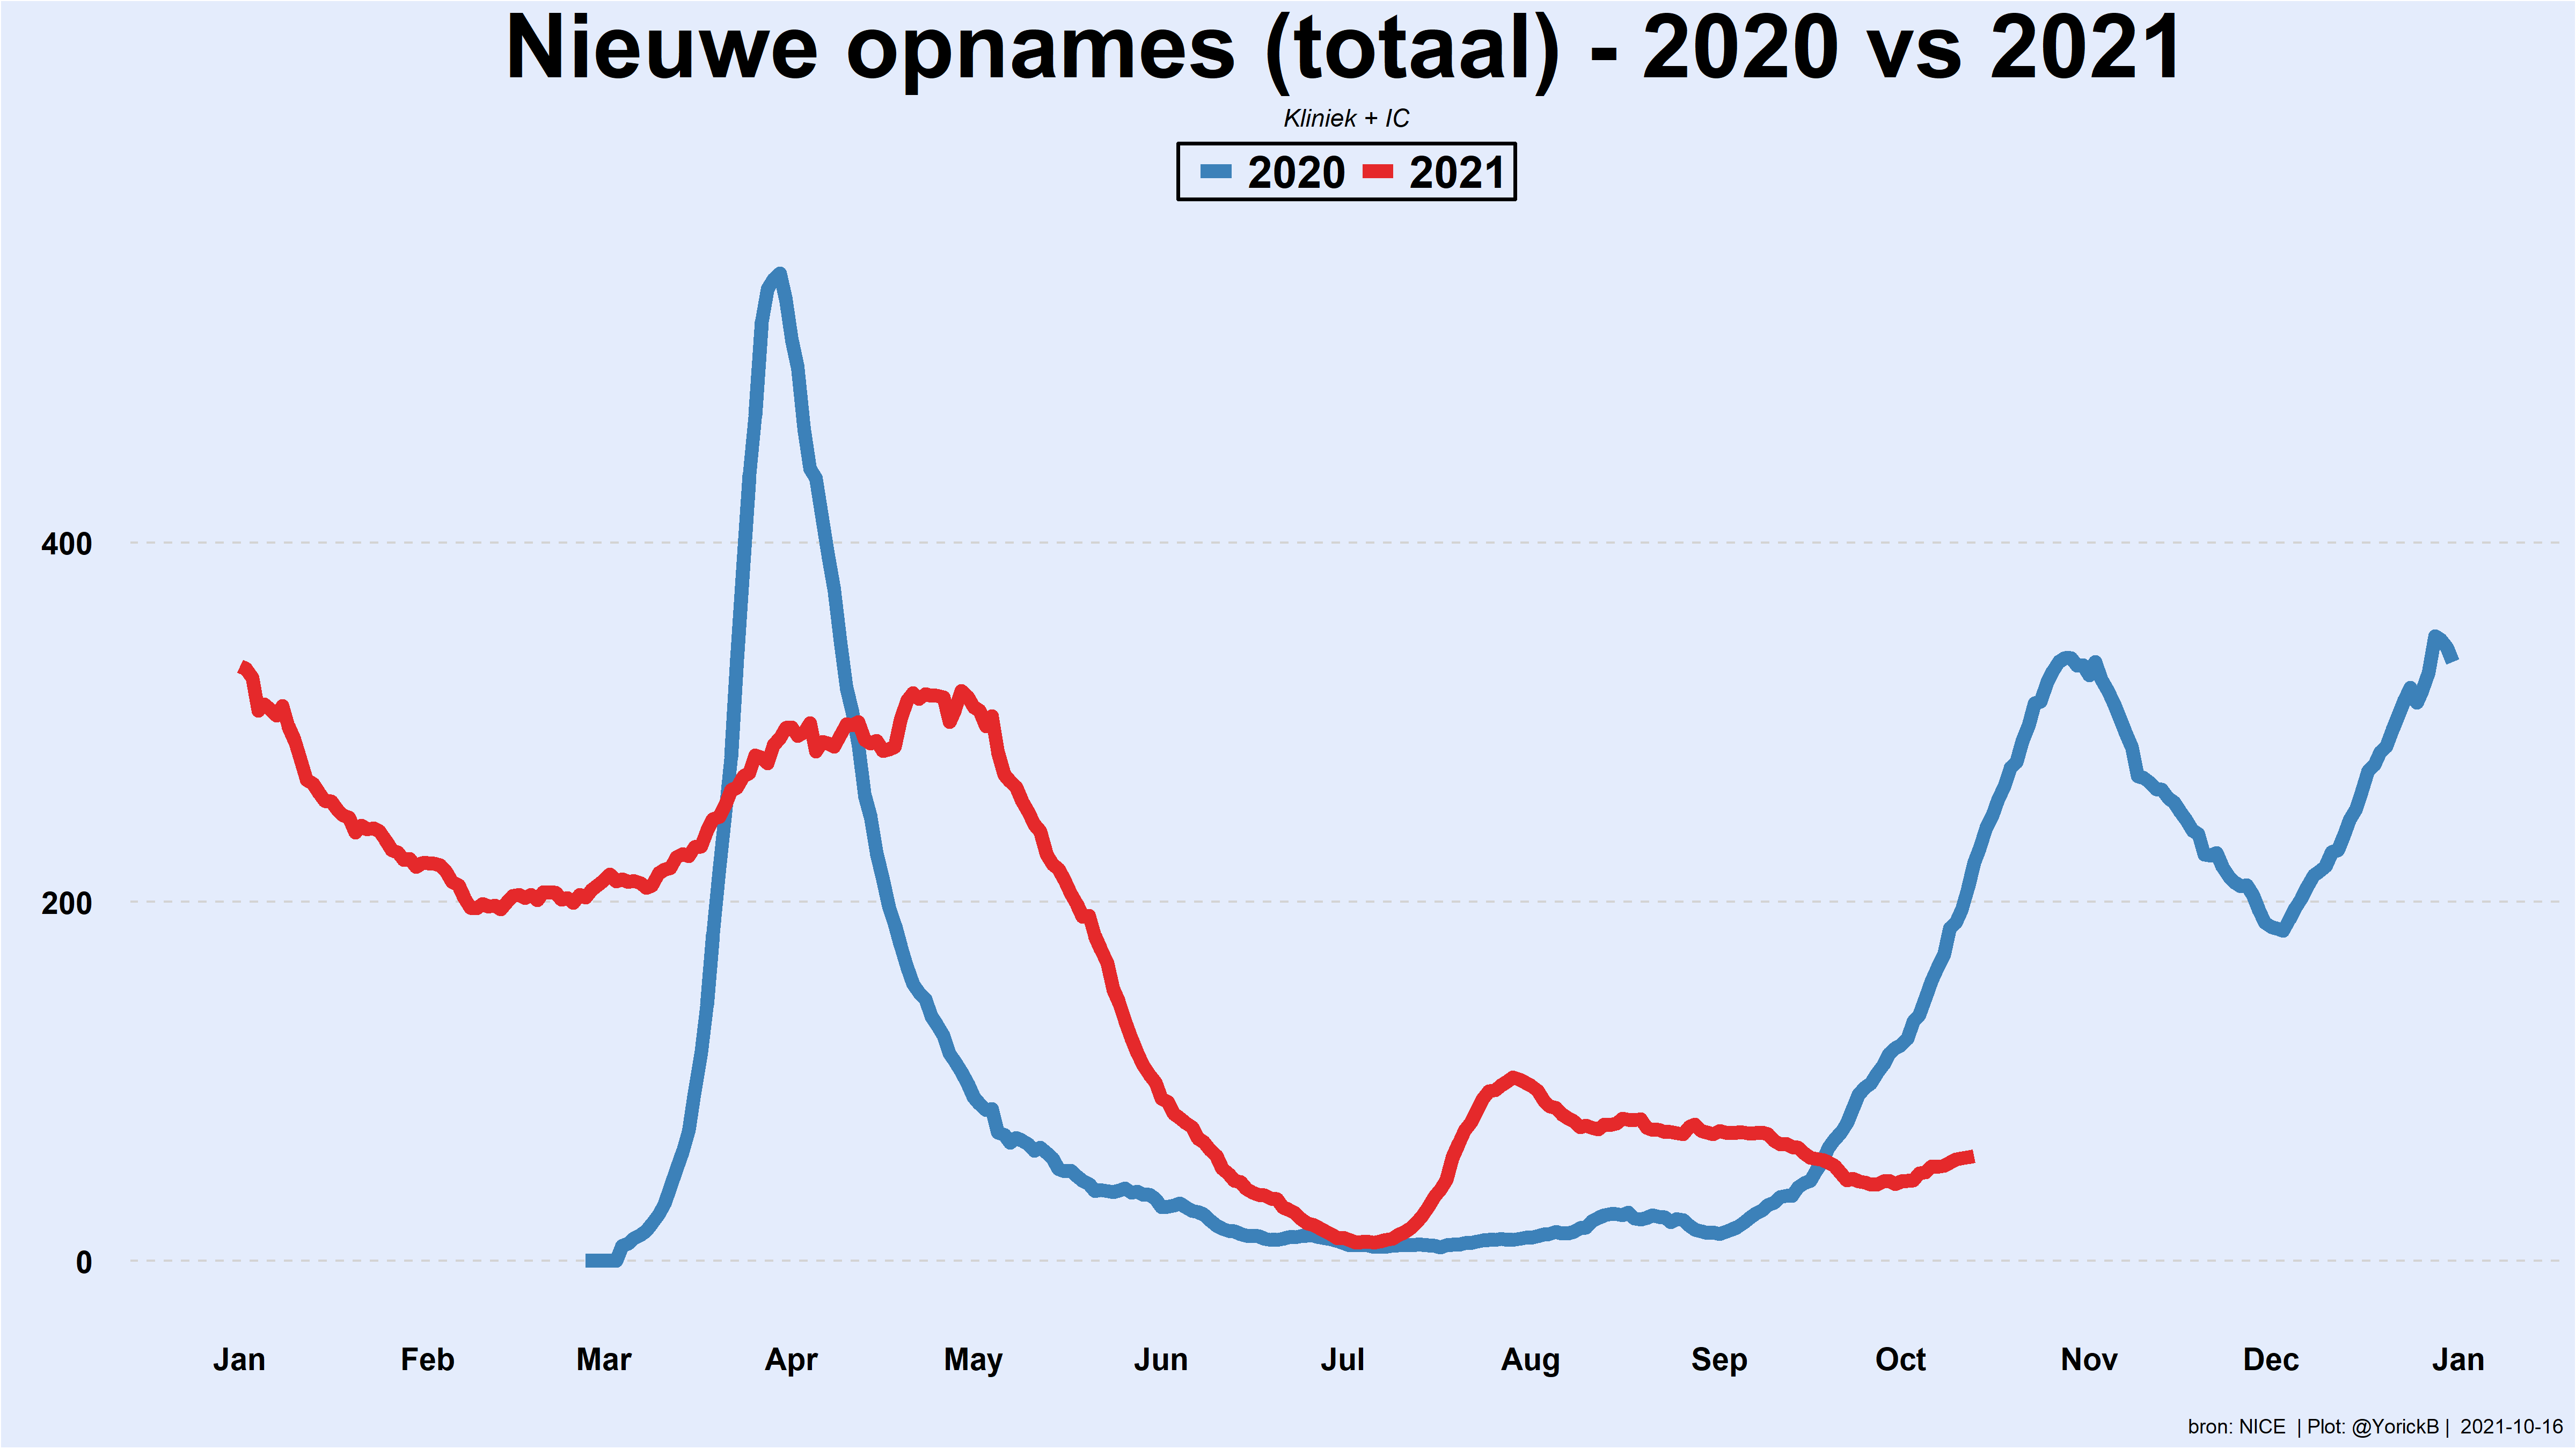 Nieuwe opnames (totaal) - 2020 vs 2021
Kliniek + IC
2020 2021
400
200
0
Jan Feb Mar Apr May Jun Jul Aug Sep Oct Nov Dec Jan
bron: NICE | Plot: @YorickB | 2021-10-16